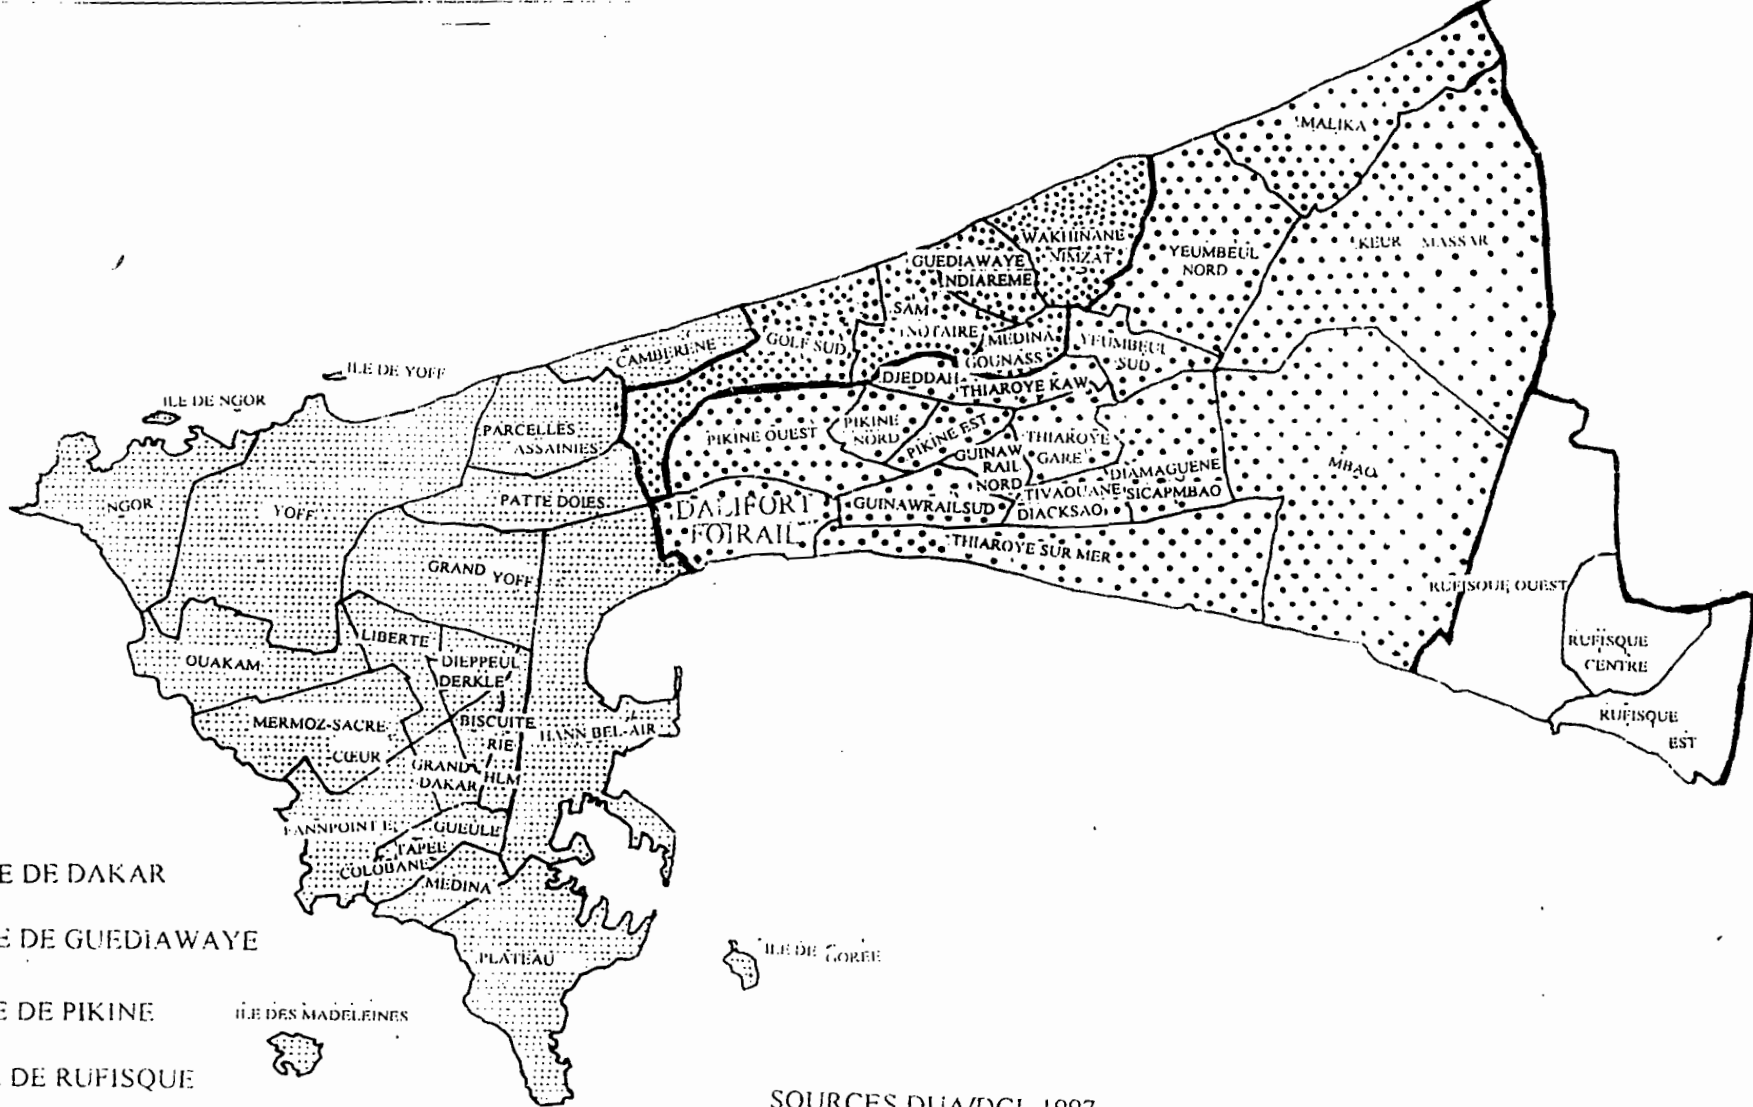 MALIKA
KEUR MASSAR
WAKHINANE
NIMZAT
YEUMBEUL
NORD
GUEDIAWAYE
NDIAREME
SAM
NOTAIRE
MEDINA
GOUNASS
YEUMBEUL
SUD
GOLF SUD
CAMBERENE
DJEDDAH
THIAROYE KAW
ILE DE YOFF
ILE DE NGOR
PARCELLES
ASSAINIES
PIKINE OUEST
PIKINE
NORD
PIKINE EST
THIAROYE
GARE
GUINAW
RAIL
NORD
DIAMAGUENE
SICAPMBAO
MBAO
NGOR
YOFF
PATTE DOIES
DALIFORT
FOIRAIL
GUINAWRAILSUD
TIVAOUANE
DIACKSAO
THIAROYE SUR MER
GRAND YOFF
RUFISQUE OUEST
RUFISQUE
CENTRE
RUFISQUE
EST
LIBERTE
DIEPPEUL
DERKLE
OUAKAM
MERMOZ-SACRE
CŒUR
BISCUITE
RIE
HANN BEL-AIR
GRAND
DAKAR
HLM
FANNPOINT E
GUEULE
TAPEE
COLOBANE
MEDINA
PLATEAU
ILE DE GORÉE
ILE DES MADELEINES
E DE DAKAR
E DE GUEDIAWAYE
E DE PIKINE
DE RUFISQUE
SOURCES DUA/DCL 1997